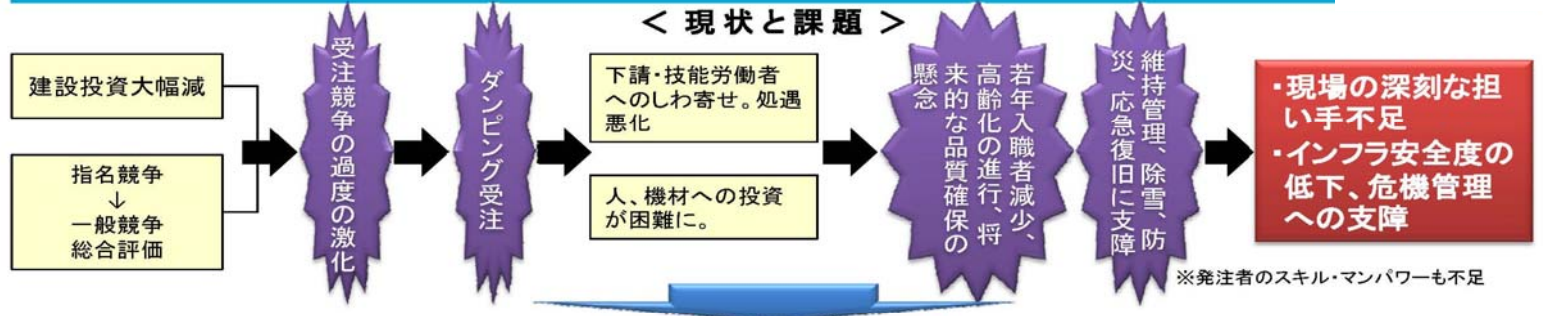 ＜ 現状と課題 ＞
建設投資大幅減
指名競争
↓
一般競争
総合評価
受注競争の過度の激化
ダンピング受注
下請・技能労働者
へのしわ寄せ。処遇
悪化
人、機材への投資
が困難に。
若年入職者減少、
高齢化の進行、将
来的な品質確保の
懸念
維持管理、除雪、防
災、応急復旧に支障
・現場の深刻な担
い手不足
・インフラ安全度の
低下、危機管理
への支障
※発注者のスキル・マンパワーも不足